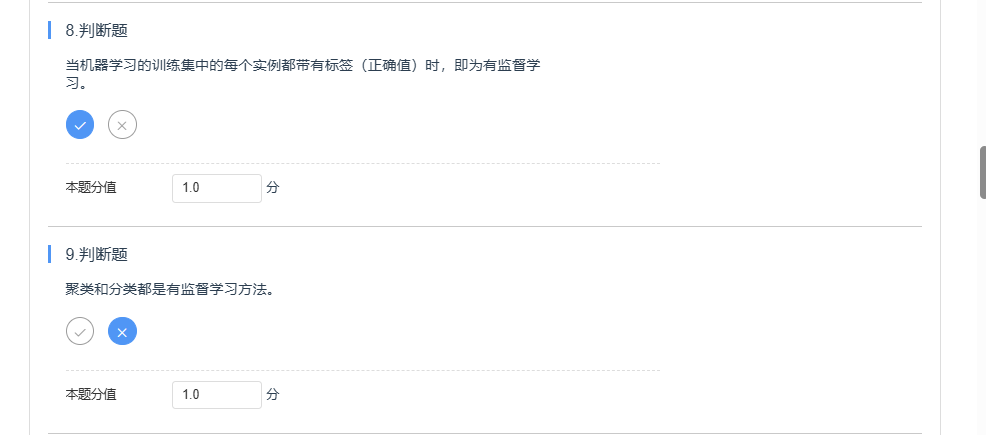 8.判断题
当机器学习的训练集中的每个实例都带有标签（正确值）时，即为有监督学
习。
本题分值 1.0 分
9.判断题
聚类和分类都是有监督学习方法。
本题分值 1.0 分